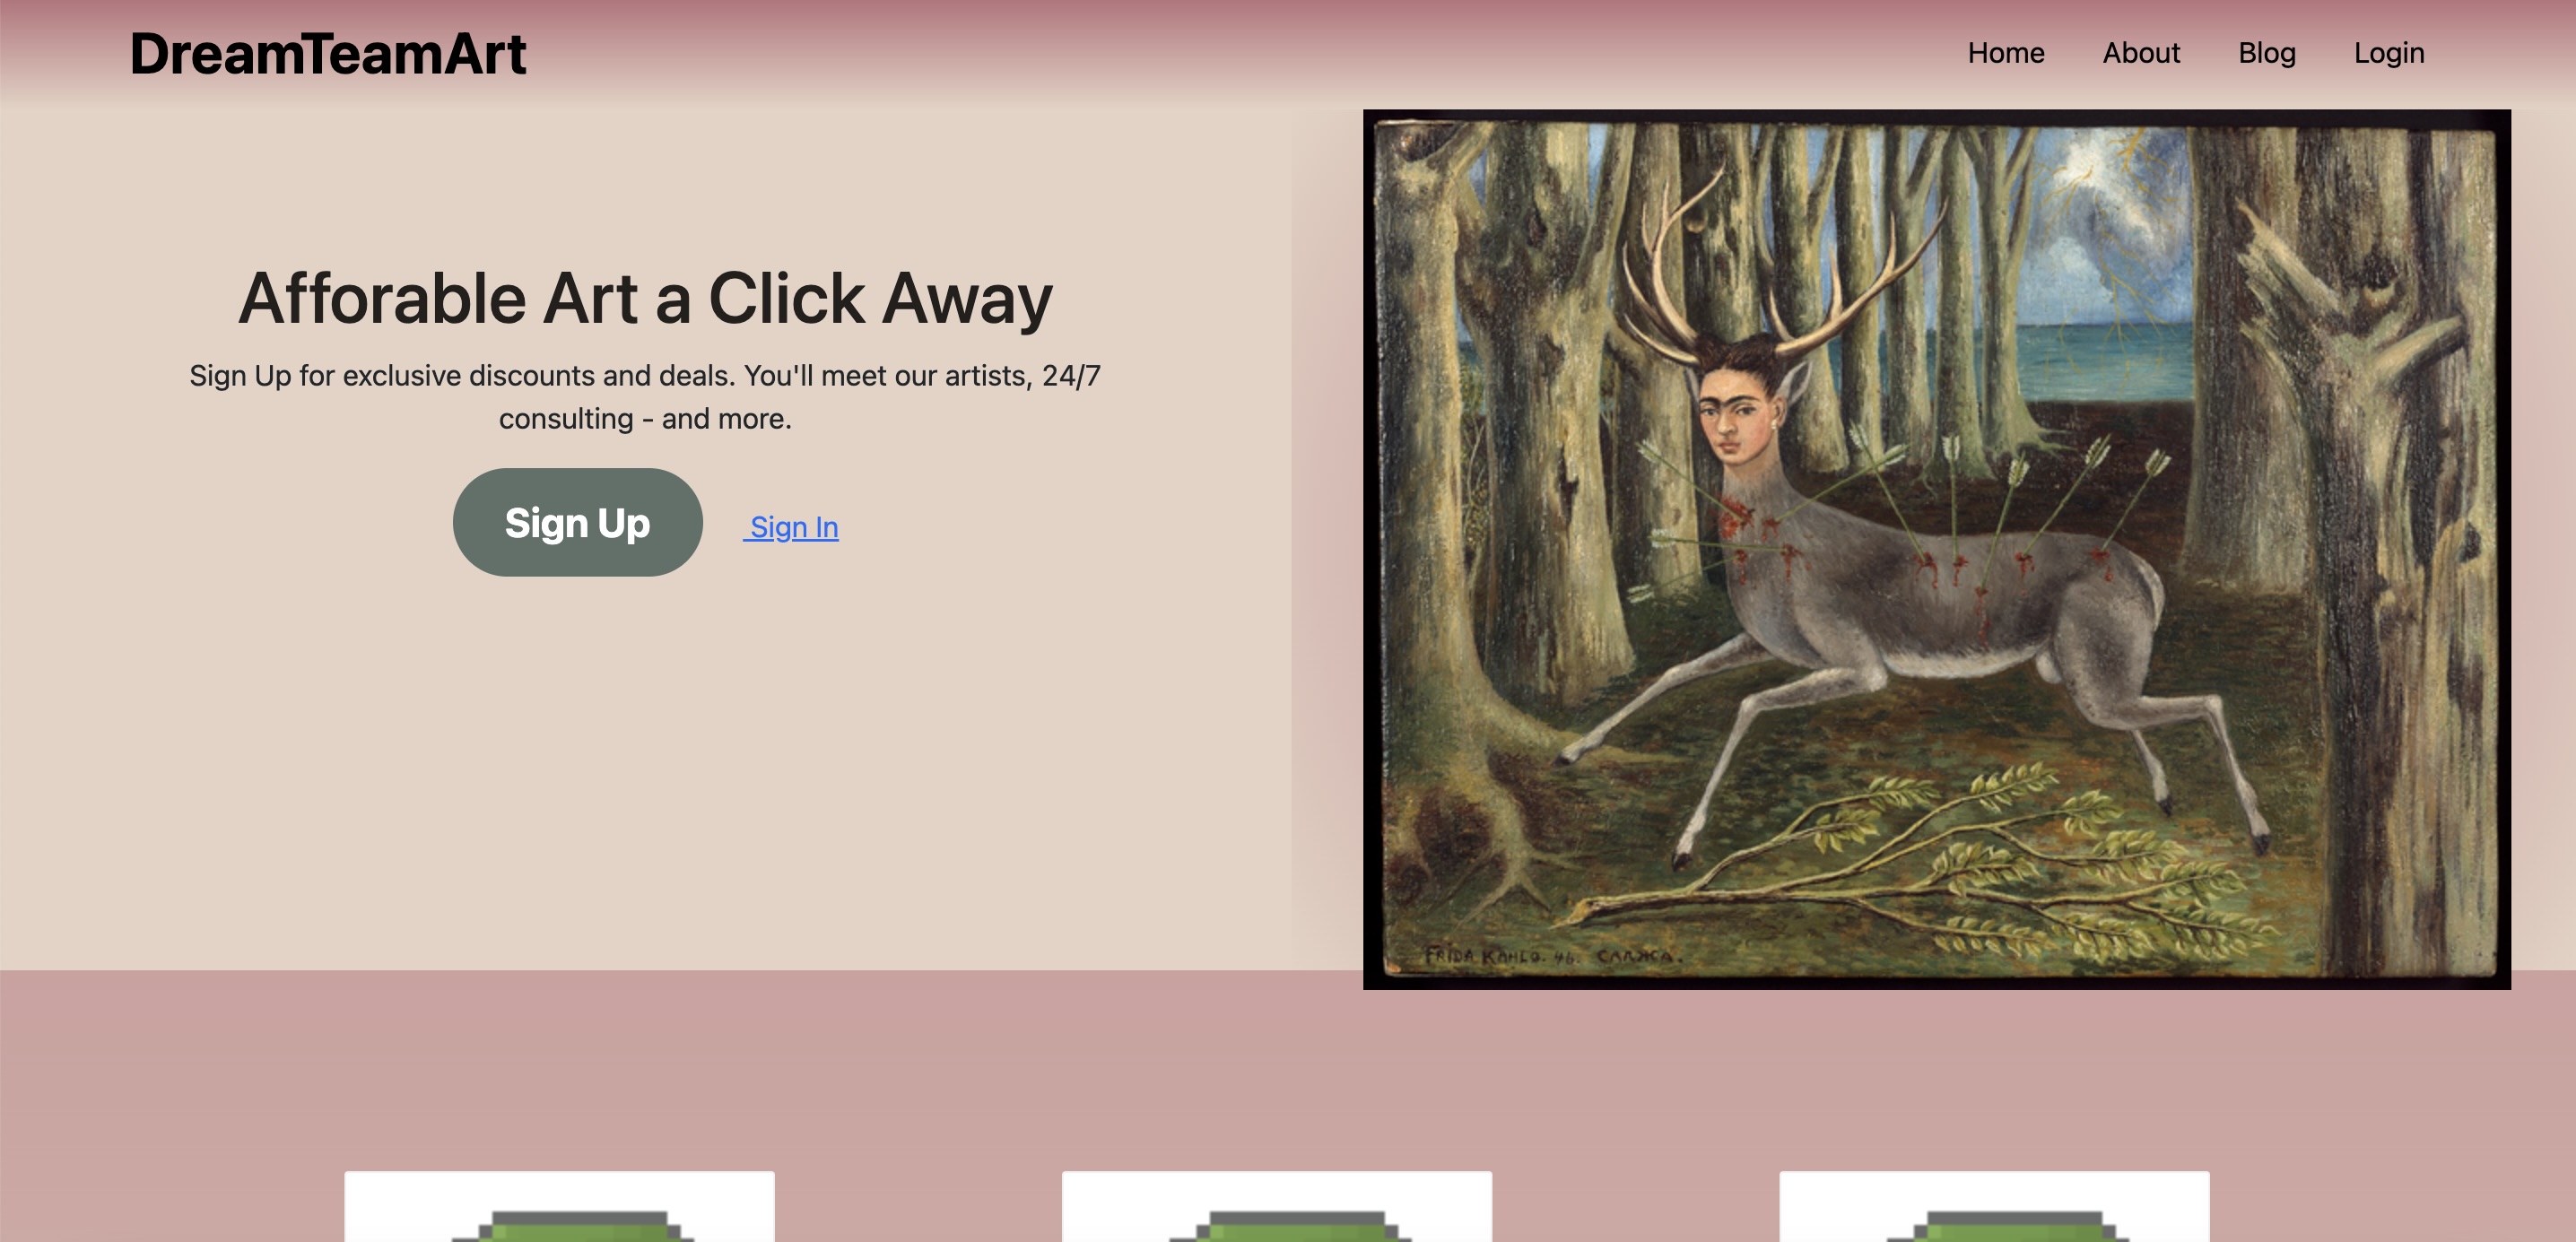 DreamTeamArt
Home About Blog Login
Afforable Art a Click Away
Sign Up for exclusive discounts and deals. You'll meet our artists, 24/7
consulting - and more.
Sign Up Sign In
FRIDA KAHLO. 46.